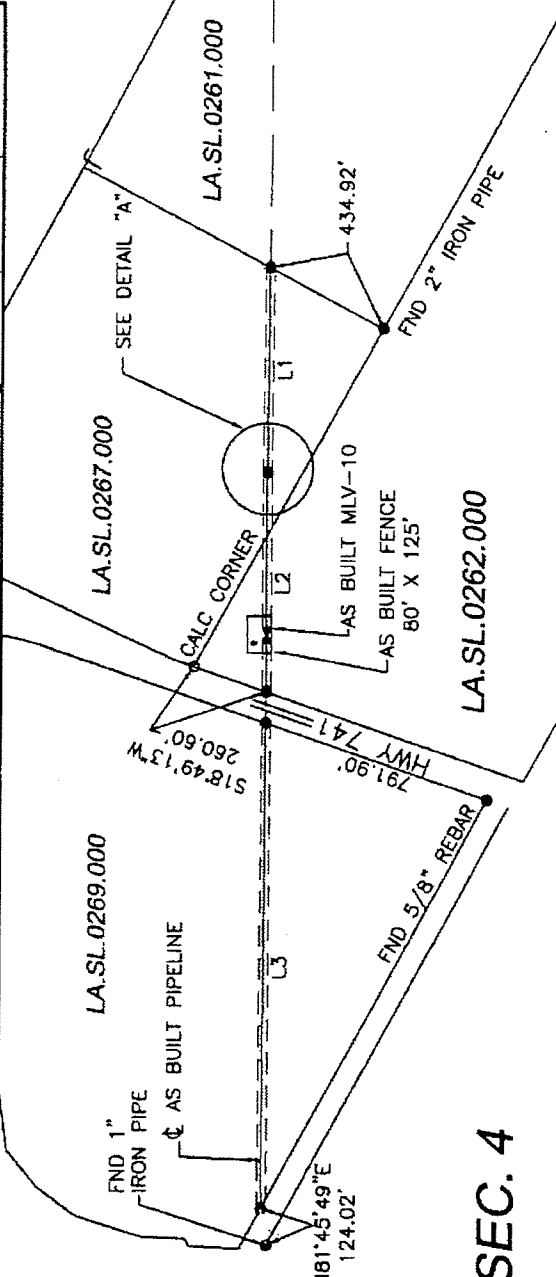 LA.SL.0261.000
SEE DETAIL "A"
434.92'
FND 2" IRON PIPE
L1
LA.SL.0267.000
CALC CORNER
L2
AS BUILT MLV-10
AS BUILT FENCE
80' X 125'
LA.SL.0262.000
S18°49'13"W
260.60'
HWY 741
791.90'
FND 5/8" REBAR
LA.SL.0269.000
L3
℄ AS BUILT PIPELINE
FND 1"
IRON PIPE
124.02'
SEC. 4